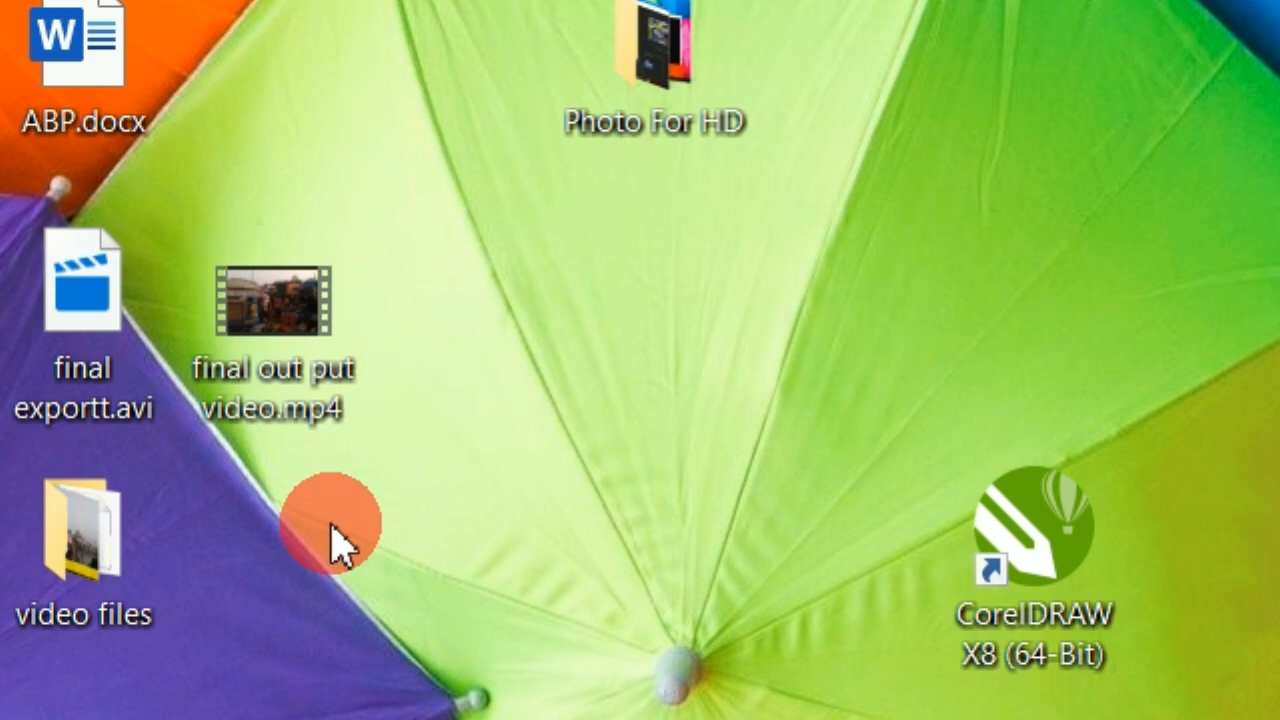 W
ABP.docx
Photo For HD
final
exportt.avi
final out put
video.mp4
video files
CorelDRAW
X8 (64-Bit)